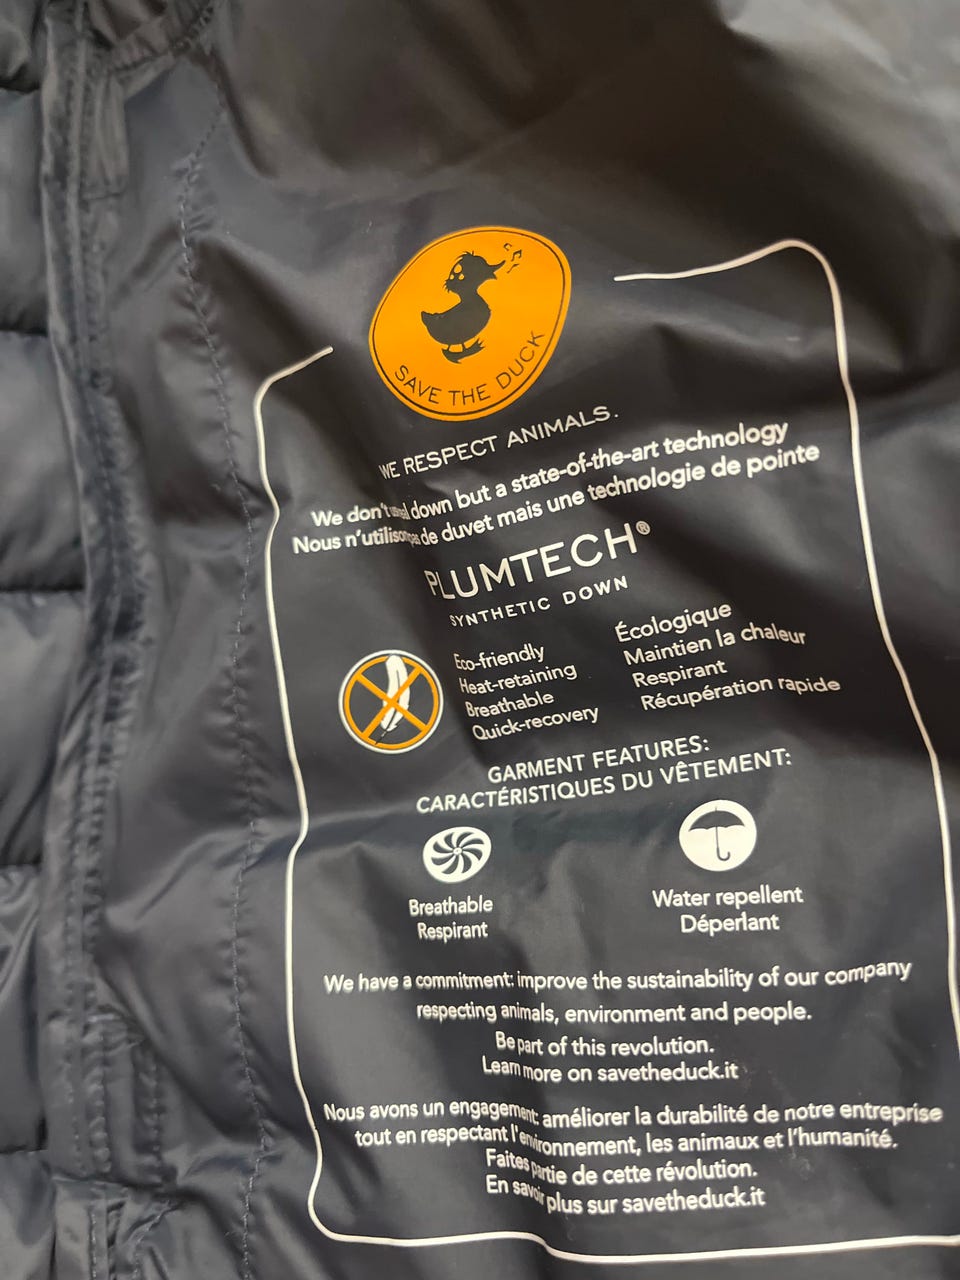 SAVE THE DUCK
WE RESPECT ANIMALS.
We don't down but a state-of-the-art technology
Nous n'utilisons pas de duvet mais une technologie de pointe
PLUMTECH®
SYNTHETIC DOWN
Eco-friendly
Heat-retaining
Breathable
Quick-recovery
Écologique
Maintien la chaleur
Respirant
Récupération rapide
GARMENT FEATURES:
CARACTÉRISTIQUES DU VÊTEMENT:
Breathable
Respirant
Water repellent
Déperlant
We have a commitment: improve the sustainability of our company
respecting animals, environment and people.
Be part of this revolution.
Learn more on savetheduck.it
Nous avons un engagement: améliorer la durabilité de notre entreprise
tout en respectant l'environnement, les animaux et l'humanité.
Faites partie de cette révolution.
En savoir plus sur savetheduck.it